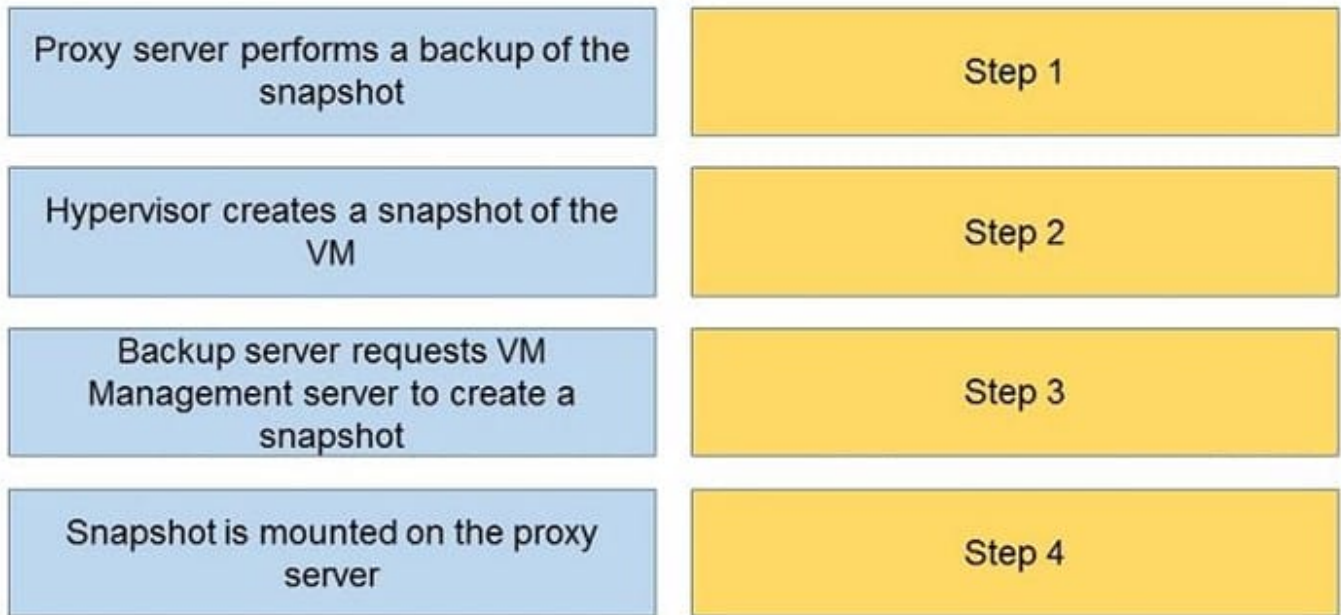 Proxy server performs a backup of the
snapshot
Step 1
Hypervisor creates a snapshot of the
VM
Step 2
Backup server requests VM
Management server to create a
snapshot
Step 3
Snapshot is mounted on the proxy
server
Step 4